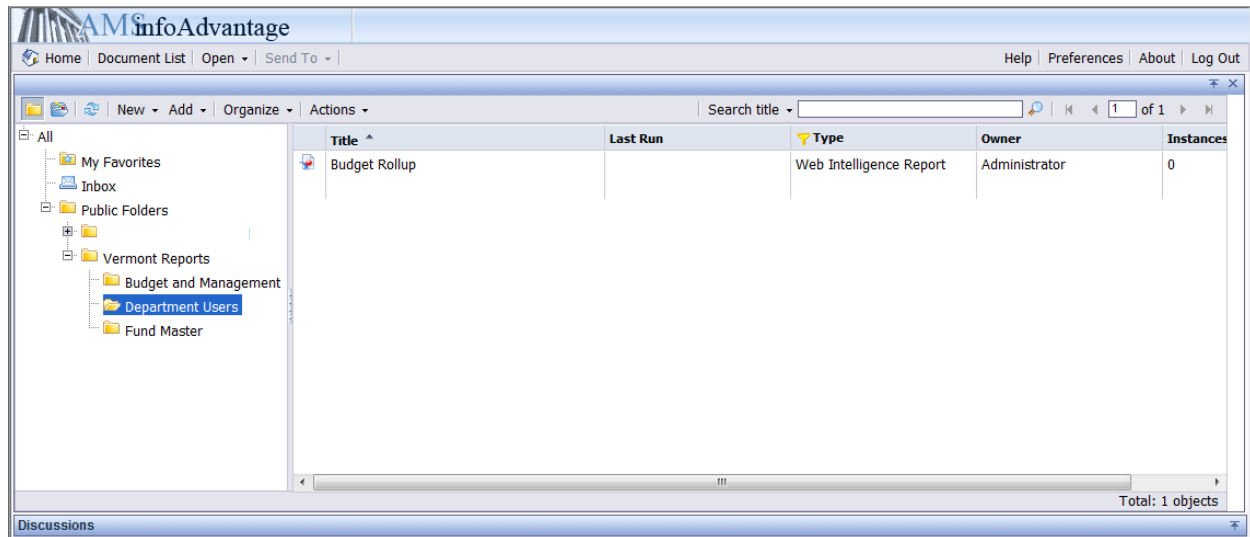 AMSinfoAdvantage
Home Document List Open Send To Help Preferences About Log Out
New Add Organize Actions Search title 1 of 1
All
Title Last Run Type Owner Instances
My Favorites
Budget Rollup Web Intelligence Report Administrator 0
Inbox
Public Folders
Vermont Reports
Budget and Management
Department Users
Fund Master
Total: 1 objects
Discussions